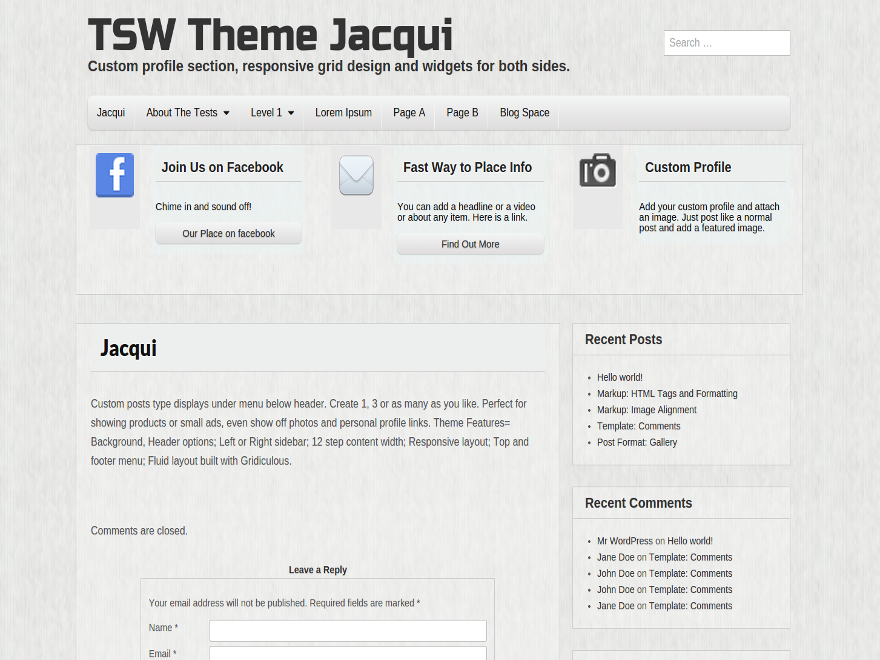 TSW Theme Jacqui
Custom profile section, responsive grid design and widgets for both sides.
Search …
Jacqui
About The Tests
Level 1
Lorem Ipsum
Page A
Page B
Blog Space
Join Us on Facebook
Chime in and sound off!
Our Place on facebook
Fast Way to Place Info
You can add a headline or a video
or about any item. Here is a link.
Find Out More
Custom Profile
Add your custom profile and attach
an image. Just post like a normal
post and add a featured image.
Jacqui
Custom posts type displays under menu below header. Create 1, 3 or as many as you like. Perfect for
showing products or small ads, even show off photos and personal profile links. Theme Features=
Background, Header options; Left or Right sidebar; 12 step content width; Responsive layout; Top and
footer menu; Fluid layout built with Gridiculous.
Comments are closed.
Leave a Reply
Your email address will not be published. Required fields are marked *
Name *
Email *
Recent Posts
Hello world!
Markup: HTML Tags and Formatting
Markup: Image Alignment
Template: Comments
Post Format: Gallery
Recent Comments
Mr WordPress on Hello world!
Jane Doe on Template: Comments
John Doe on Template: Comments
John Doe on Template: Comments
Jane Doe on Template: Comments